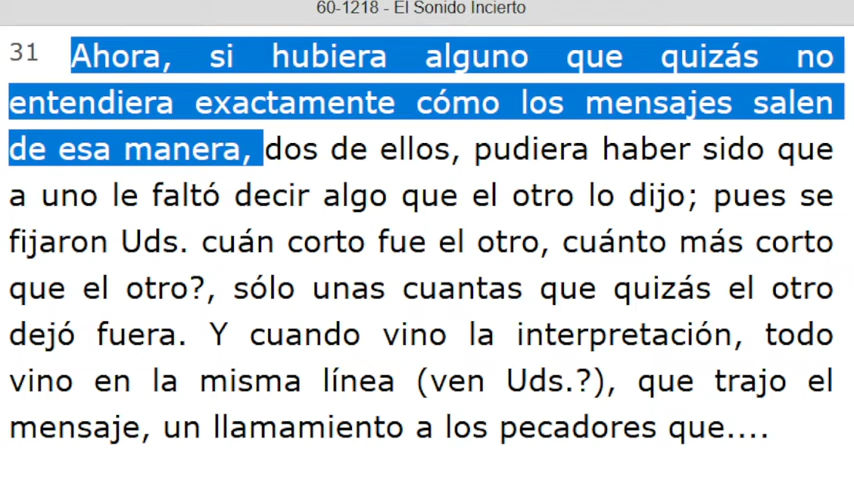 60-1218 - El Sonido Incierto
31 Ahora, si hubiera alguno que quizás no
entendiera exactamente cómo los mensajes salen
de esa manera, dos de ellos, pudiera haber sido que
a uno le faltó decir algo que el otro lo dijo; pues se
fijaron Uds. cuán corto fue el otro, cuánto más corto
que el otro?, sólo unas cuantas que quizás el otro
dejó fuera. Y cuando vino la interpretación, todo
vino en la misma línea (ven Uds.?), que trajo el
mensaje, un llamamiento a los pecadores que....